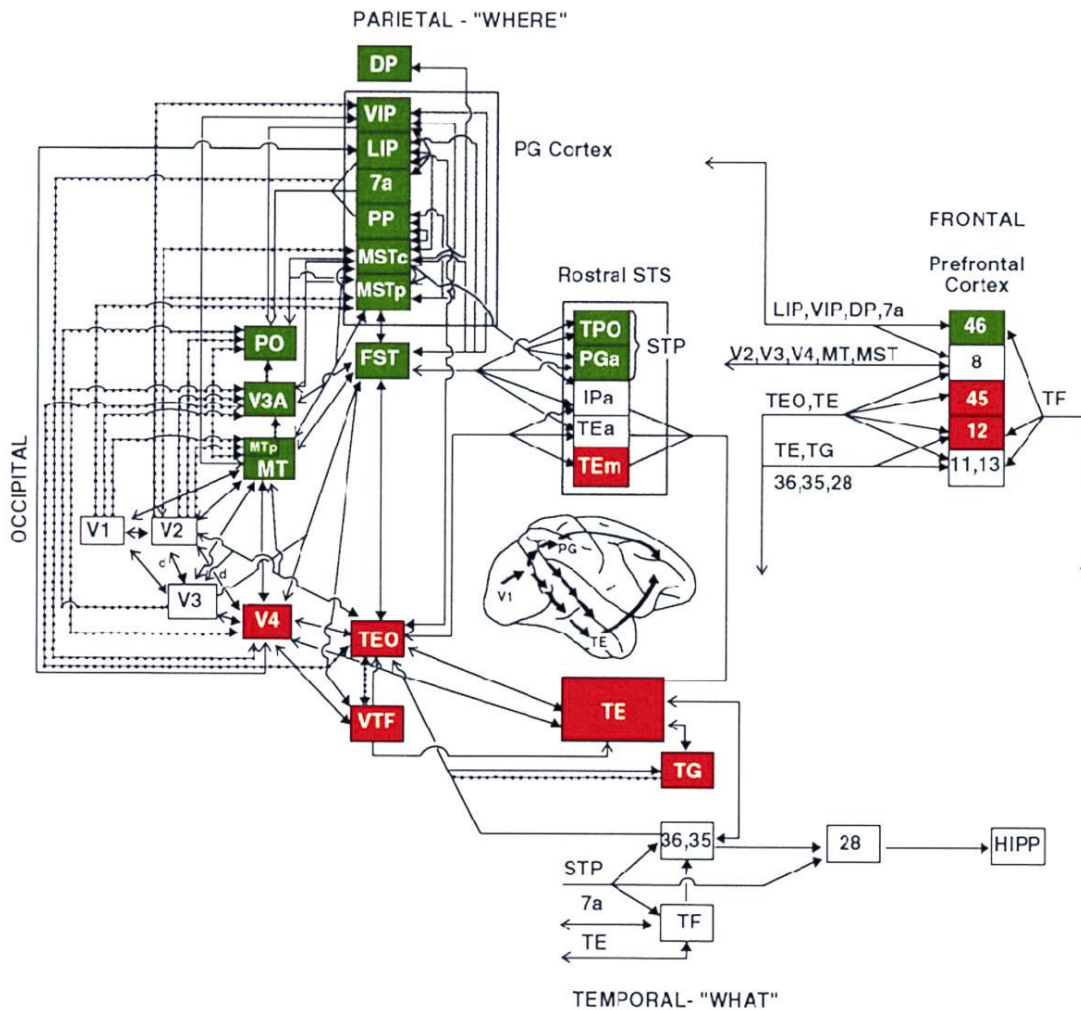 PARIETAL - "WHERE"
DP
VIP
LIP
7a
PP
MSTc
MSTp
PG Cortex
PO
FST
V3A
MTp
MT
OCCIPITAL
V1
V2
d
d
V3
V4
TEO
VTF
Rostral STS
TPO
PGa
STP
IPa
TEa
TEm
PG
V1
TE
TE
TG
FRONTAL
Prefrontal
Cortex
LIP,VIP,DP,7a
46
V2,V3,V4,MT,MST
8
TEO,TE
45
TF
12
TE,TG
11,13
36,35,28
36,35
28
HIPP
STP
7a
TF
TE
TEMPORAL- "WHAT"